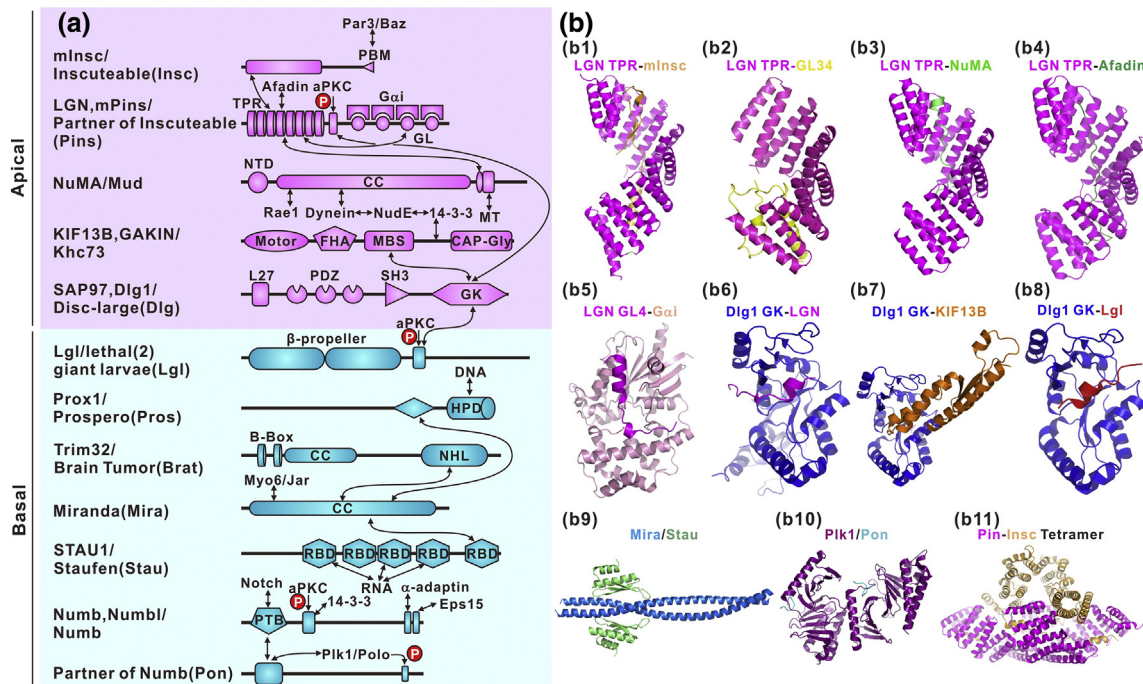 (a)
Apical
Par3/Baz
mInsc/
Inscuteable(Insc)
PBM
Afadin aPKC
P
Gαi
TPR
LGN,mPins/
Partner of Inscuteable
(Pins)
GL
NTD
NuMA/Mud
CC
Rae1
Dynein
NudE
14-3-3
MT
KIF13B,GAKIN/
Khc73
Motor
FHA
MBS
CAP-Gly
L27
PDZ
SH3
SAP97,Dlg1/
Disc-large(Dlg)
GK
Basal
aPKC
P
β-propeller
Lgl/lethal(2)
giant larvae(Lgl)
DNA
Prox1/
Prospero(Pros)
HPD
B-Box
Trim32/
Brain Tumor(Brat)
CC
NHL
Myo6/Jar
Miranda(Mira)
CC
STAU1/
Staufen(Stau)
RBD
RBD
RBD
RBD
RBD
RNA
Notch
aPKC
P
14-3-3
α-adaptin
Eps15
Numb,Numbl/
Numb
PTB
Plk1/Polo
P
Partner of Numb(Pon)
(b)
(b1)
LGN TPR-mInsc
(b2)
LGN TPR-GL34
(b3)
LGN TPR-NuMA
(b4)
LGN TPR-Afadin
(b5)
LGN GL4-Gαi
(b6)
Dlg1 GK-LGN
(b7)
Dlg1 GK-KIF13B
(b8)
Dlg1 GK-Lgl
(b9)
Mira/Stau
(b10)
Plk1/Pon
(b11)
Pin-Insc Tetramer